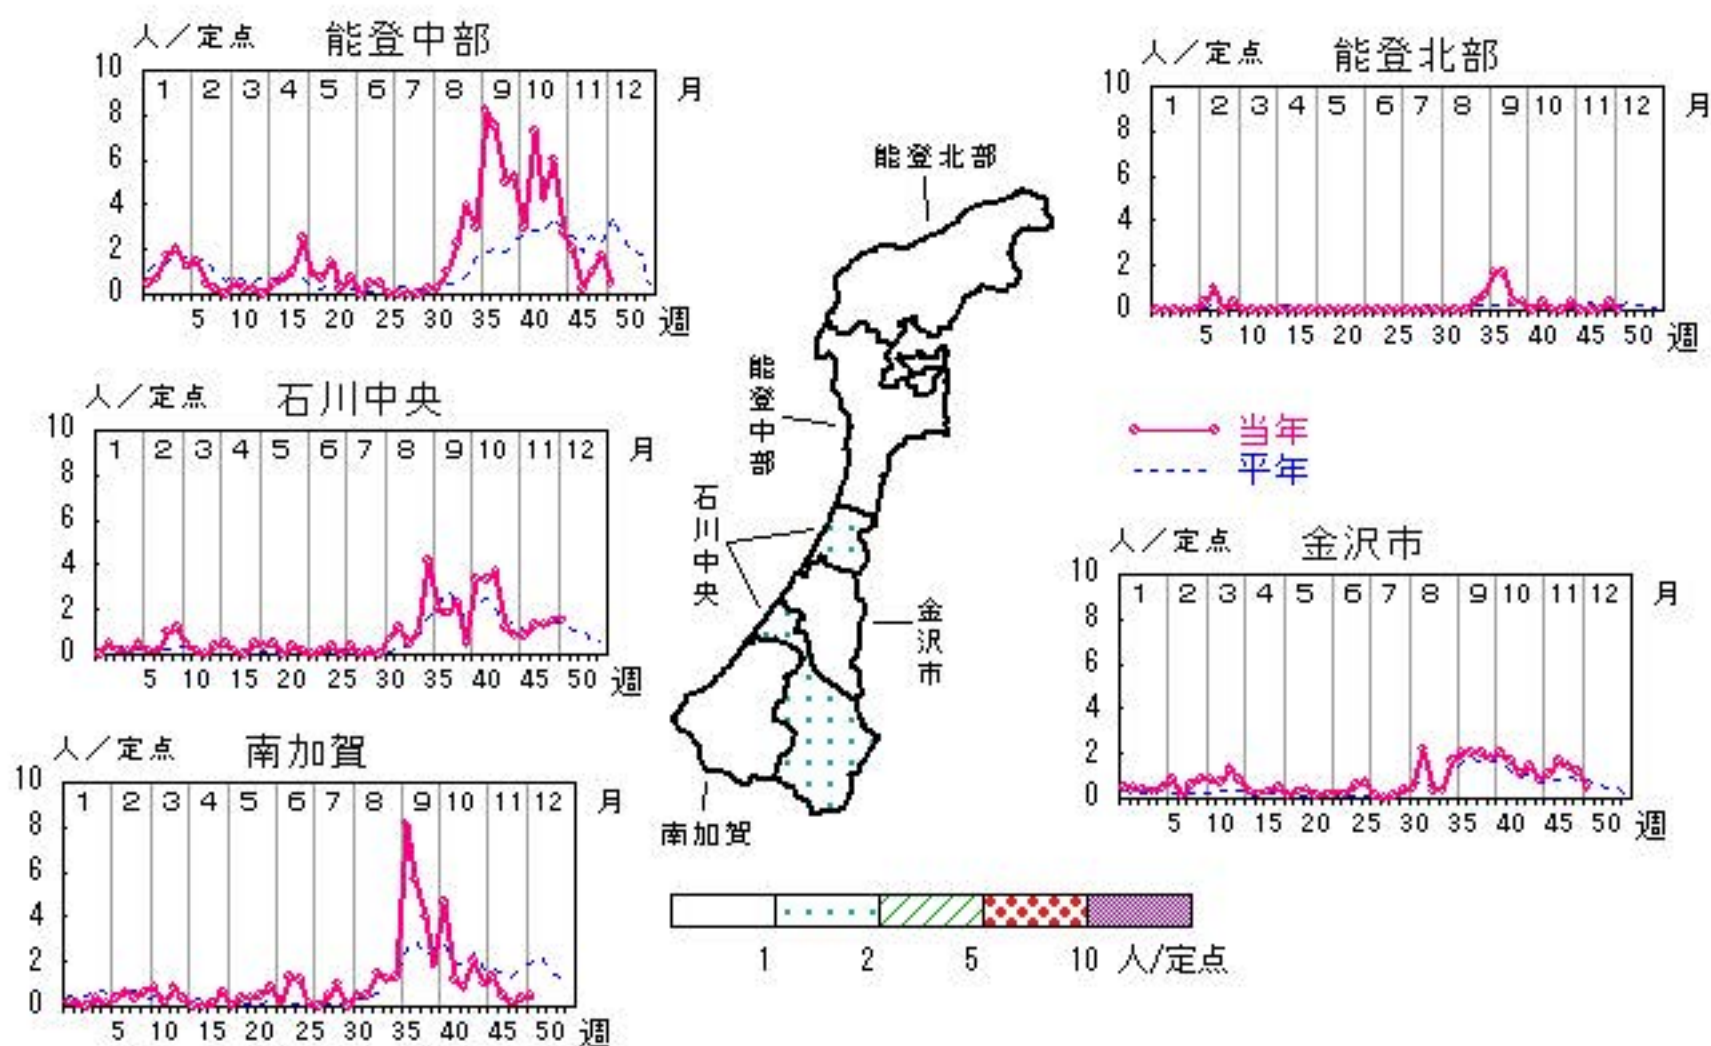 人／定点 能登中部
10 8 6 4 2 0
1 2 3 4 5 6 7 8 9 10 11 12 月
5 10 15 20 25 30 35 40 45 50 週
人／定点 能登北部
10 8 6 4 2 0
1 2 3 4 5 6 7 8 9 10 11 12 月
5 10 15 20 25 30 35 40 45 50 週
人／定点 石川中央
10 8 6 4 2 0
1 2 3 4 5 6 7 8 9 10 11 12 月
5 10 15 20 25 30 35 40 45 50 週
当年
平年
人／定点 金沢市
10 8 6 4 2 0
1 2 3 4 5 6 7 8 9 10 11 12 月
5 10 15 20 25 30 35 40 45 50 週
人／定点 南加賀
10 8 6 4 2 0
1 2 3 4 5 6 7 8 9 10 11 12 月
5 10 15 20 25 30 35 40 45 50 週
能登北部
能登中部
石川中央
金沢市
南加賀
1 2 5 10 人/定点